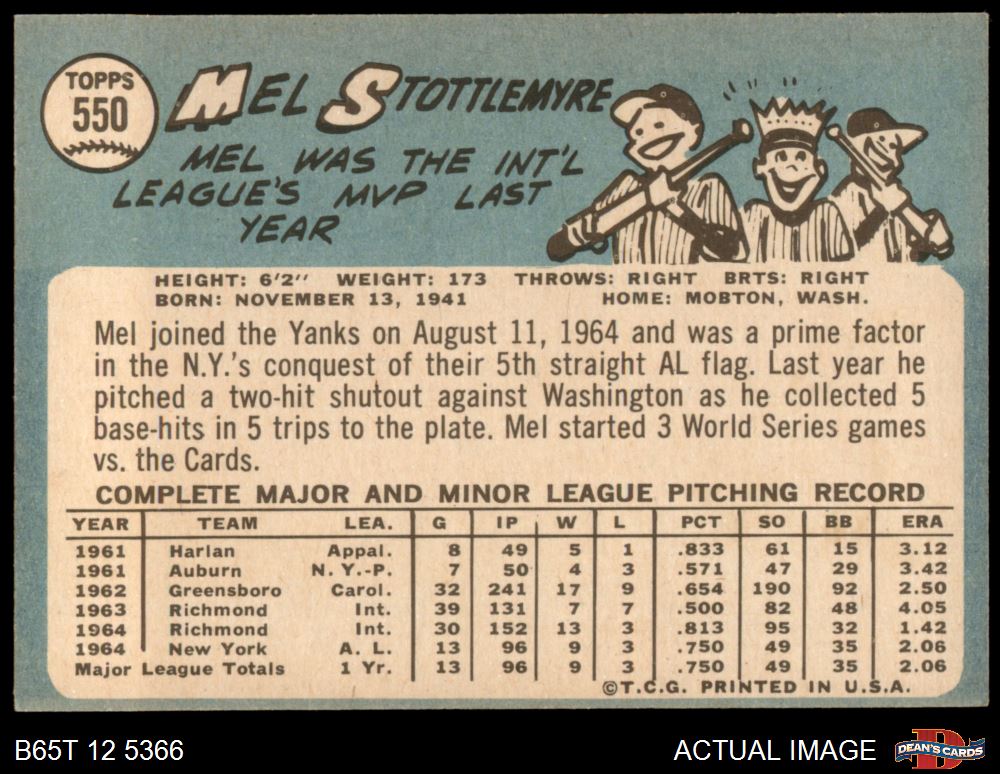 TOPPS
550
MEL STOTTLEMYRE
MEL WAS THE INT'L
LEAGUE'S MVP LAST
YEAR
HEIGHT: 6'2" WEIGHT: 173 THROWS: RIGHT BRTS: RIGHT
BORN: NOVEMBER 13, 1941 HOME: MOBTON, WASH.
Mel joined the Yanks on August 11, 1964 and was a prime factor
in the N.Y.'s conquest of their 5th straight AL flag. Last year he
pitched a two-hit shutout against Washington as he collected 5
base-hits in 5 trips to the plate. Mel started 3 World Series games
vs. the Cards.
COMPLETE MAJOR AND MINOR LEAGUE PITCHING RECORD
YEAR TEAM LEA. G IP W L PCT SO BB ERA
1961 Harlan Appal. 8 49 5 1 .833 61 15 3.12
1961 Auburn N.Y.-P. 7 50 4 3 .571 47 29 3.42
1962 Greensboro Carol. 32 241 17 9 .654 190 92 2.50
1963 Richmond Int. 39 131 7 7 .500 82 48 4.05
1964 Richmond Int. 30 152 13 3 .813 95 32 1.42
1964 New York A. L. 13 96 9 3 .750 49 35 2.06
Major League Totals 1 Yr. 13 96 9 3 .750 49 35 2.06
©T.C.G. PRINTED IN U.S.A.
B65T 12 5366 ACTUAL IMAGE DEAN'S CARDS